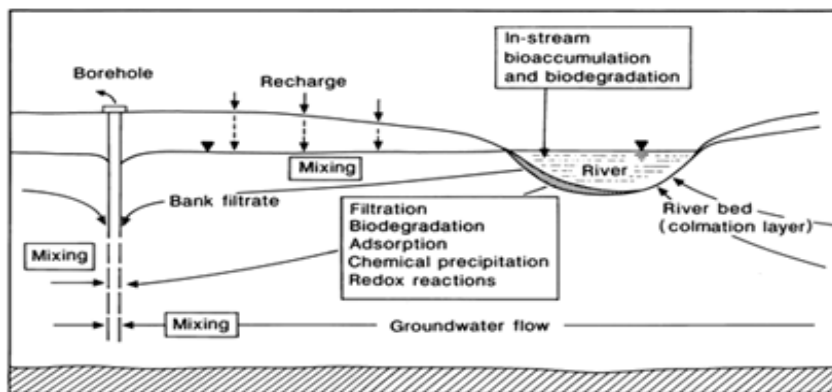 In-stream
bioaccumulation
and biodegradation
Borehole
Recharge
Mixing
River
Bank filtrate
Filtration
Biodegradation
Adsorption
Chemical precipitation
Redox reactions
River bed
(colmation layer)
Mixing
Mixing
Groundwater flow